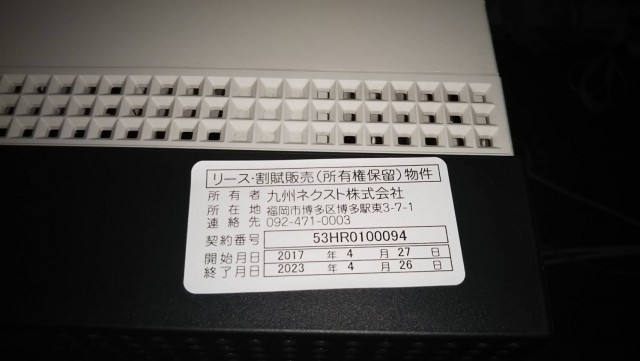 リース・割賦販売(所有権保留)物件
所有者 九州ネクスト株式会社
所在地 福岡市博多区博多駅東3-7-1
連絡先 092-471-0003
契約番号 53HR0100094
開始月日 2017 年 4 月 27 日
終了月日 2023 年 4 月 26 日